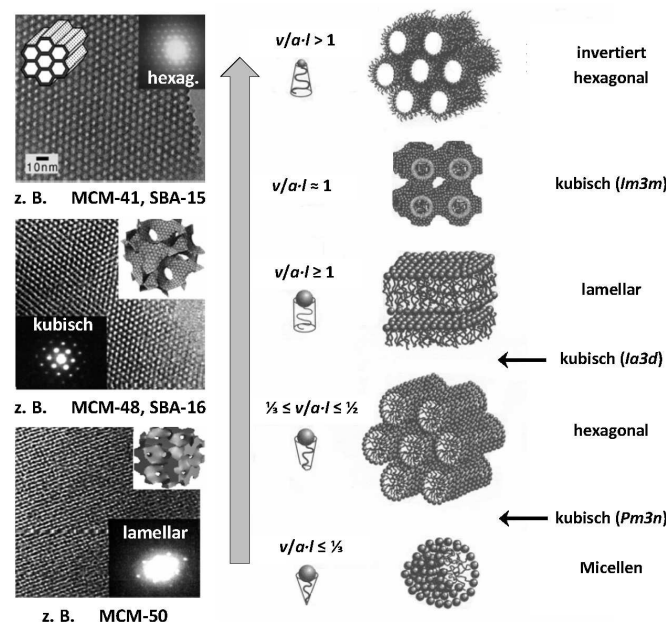 hexag.
10nm
z. B. MCM-41, SBA-15
kubisch
z. B. MCM-48, SBA-16
lamellar
z. B. MCM-50
v/a·l > 1
invertiert
hexagonal
v/a·l ≈ 1
kubisch (Im3m)
v/a·l ≥ 1
lamellar
kubisch (Ia3d)
⅓ ≤ v/a·l ≤ ½
hexagonal
kubisch (Pm3n)
v/a·l ≤ ⅓
Micellen